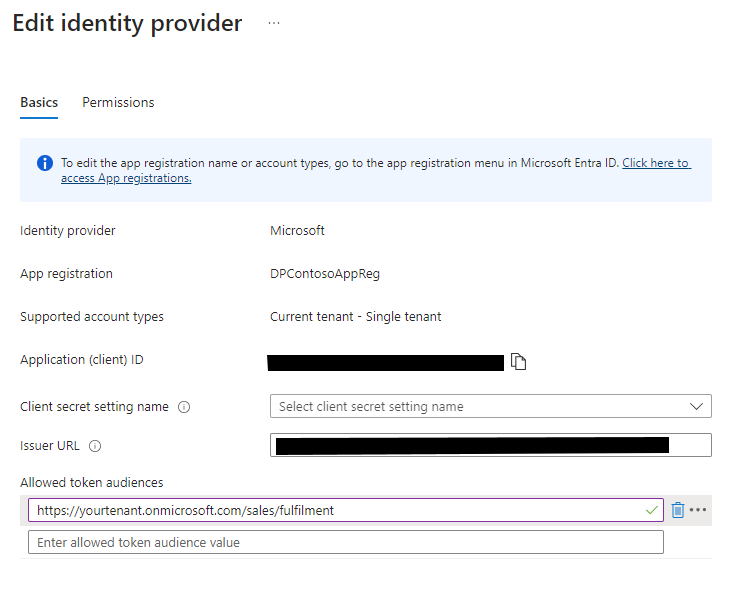 Edit identity provider ...
Basics Permissions
To edit the app registration name or account types, go to the app registration menu in Microsoft Entra ID. Click here to
access App registrations.
Identity provider Microsoft
App registration DPContosoAppReg
Supported account types Current tenant - Single tenant
Application (client) ID
Client secret setting name Select client secret setting name
Issuer URL
Allowed token audiences
https://yourtenant.onmicrosoft.com/sales/fulfilment
Enter allowed token audience value